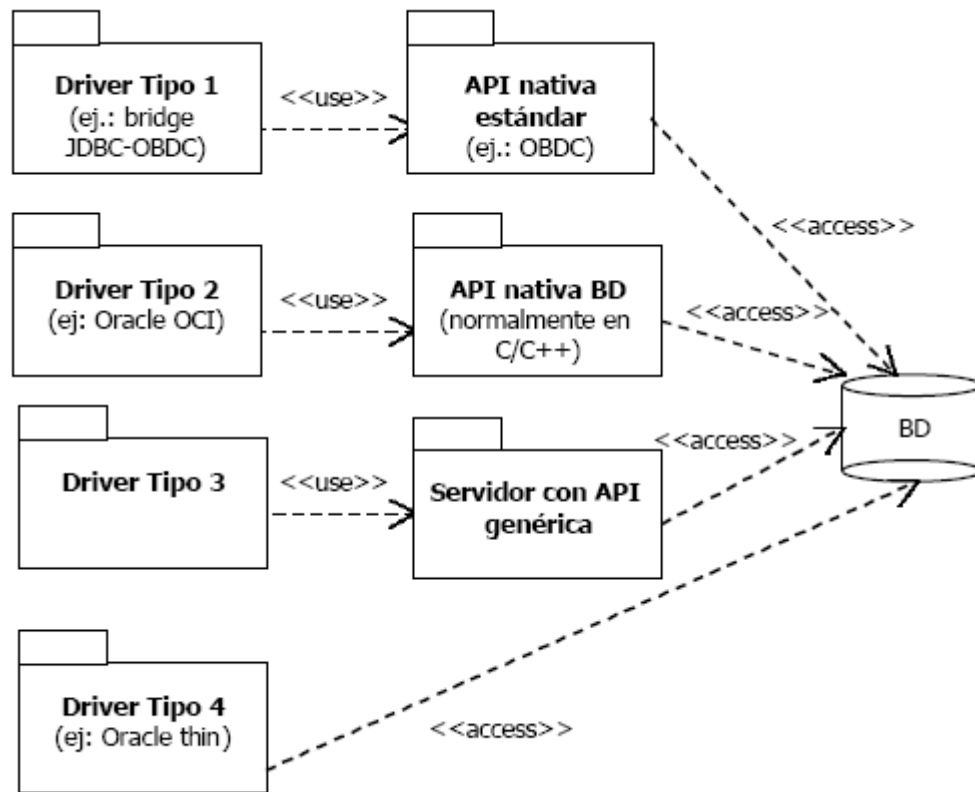 Driver Tipo 1
(ej.: bridge
JDBC-OBDC)
<<use>>
API nativa
estándar
(ej.: OBDC)
<<access>>
Driver Tipo 2
(ej: Oracle OCI)
<<use>>
API nativa BD
(normalmente en
C/C++)
<<access>>
BD
Driver Tipo 3
<<use>>
Servidor con API
genérica
<<access>>
Driver Tipo 4
(ej: Oracle thin)
<<access>>